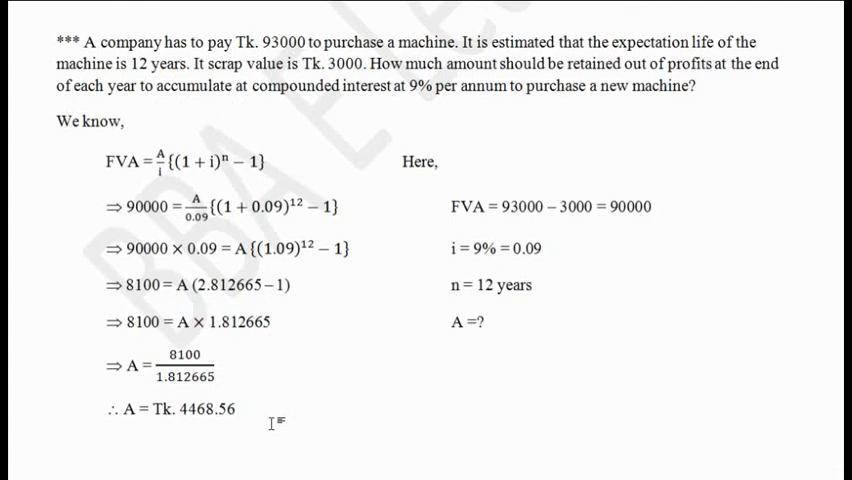 *** A company has to pay Tk. 93000 to purchase a machine. It is estimated that the expectation life of the
machine is 12 years. It scrap value is Tk. 3000. How much amount should be retained out of profits at the end
of each year to accumulate at compounded interest at 9% per annum to purchase a new machine?
We know,
FVA = A/i {(1 + i)ⁿ − 1} Here,
⇒ 90000 = A/0.09 {(1 + 0.09)¹² − 1} FVA = 93000 − 3000 = 90000
⇒ 90000 × 0.09 = A {(1.09)¹² − 1} i = 9% = 0.09
⇒ 8100 = A (2.812665 − 1) n = 12 years
⇒ 8100 = A × 1.812665 A =?
⇒ A = 8100/1.812665
∴ A = Tk. 4468.56